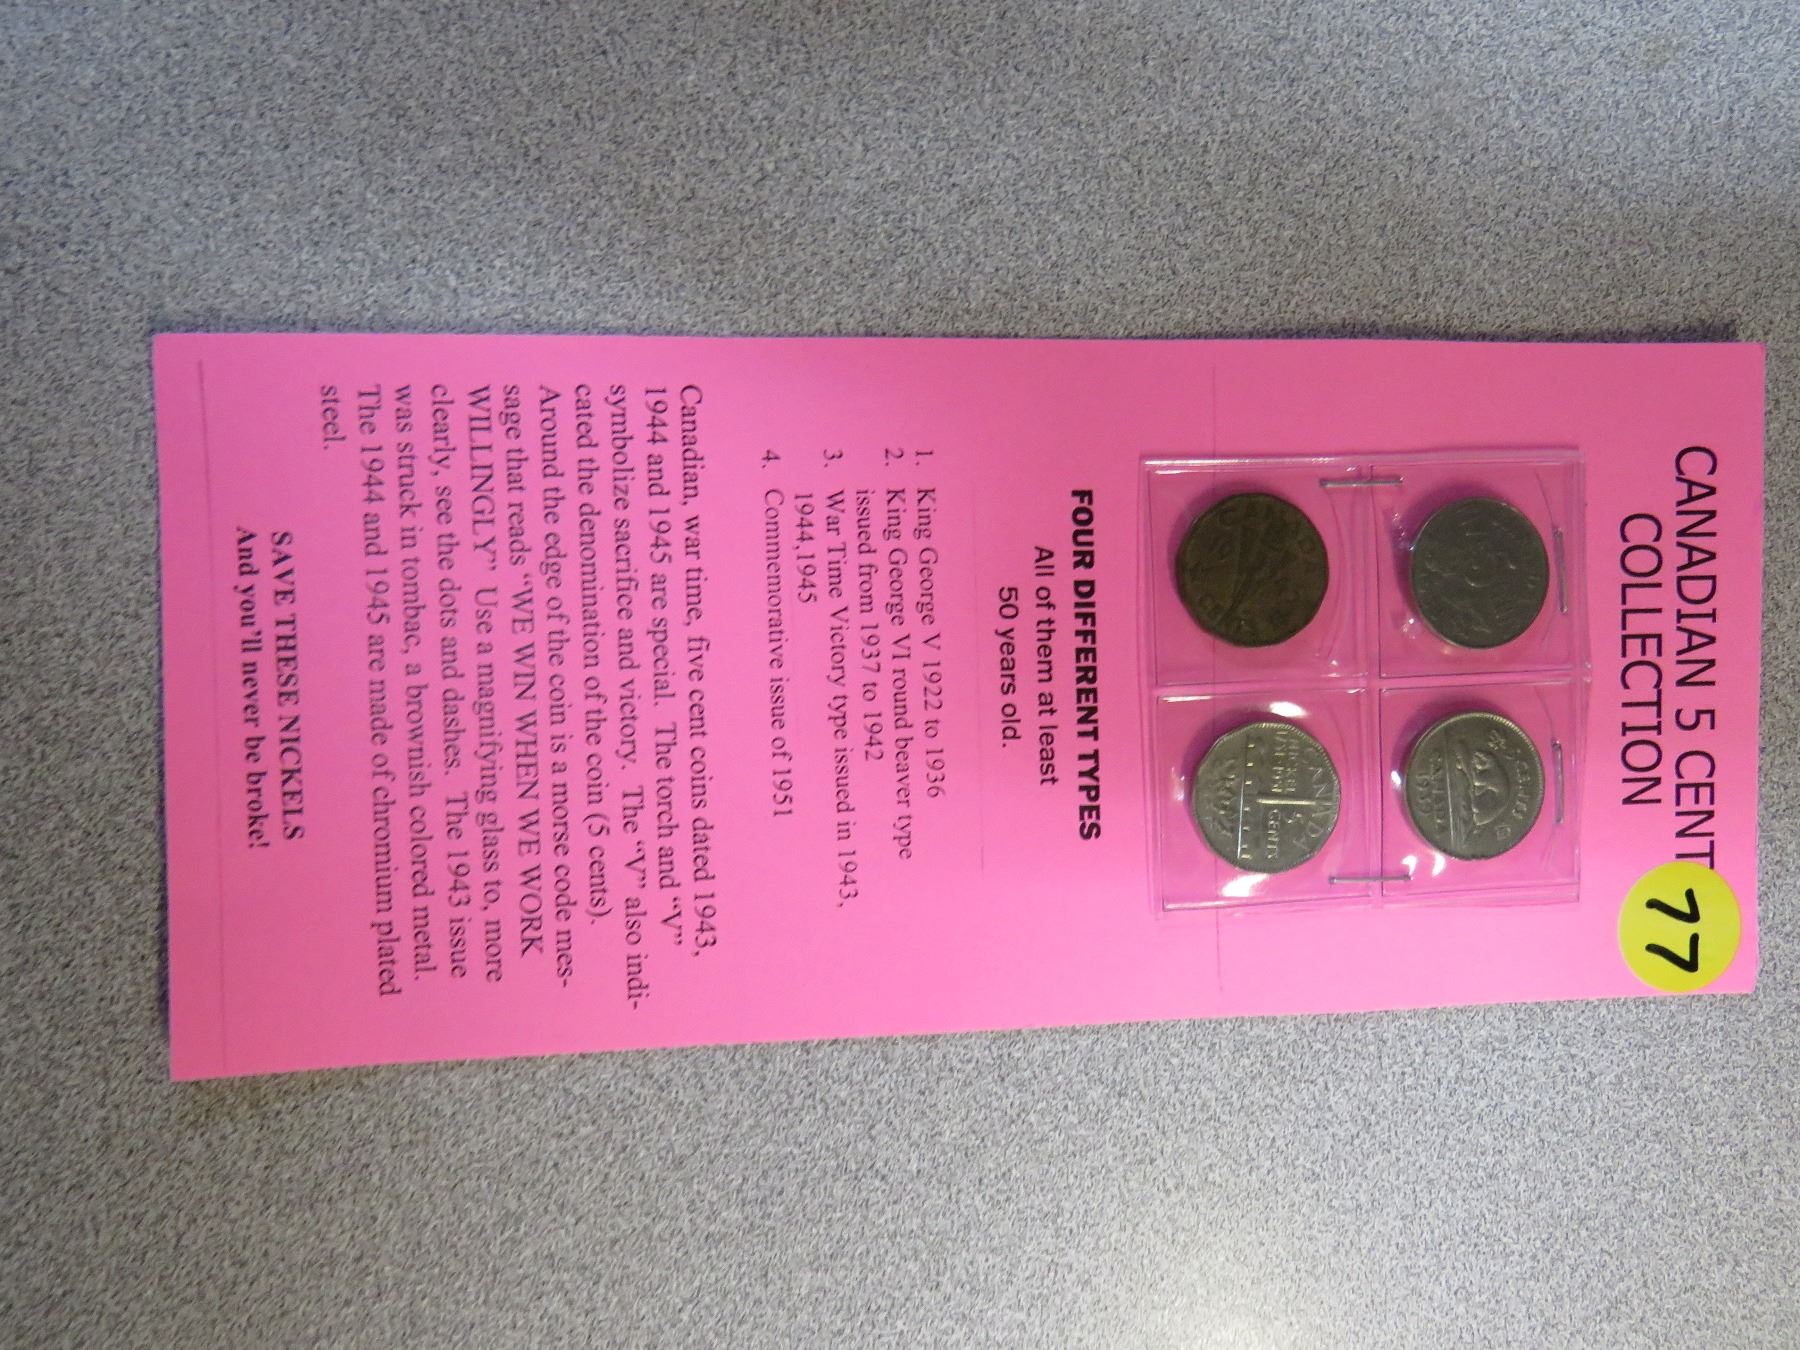 CANADIAN 5 CENT
COLLECTION
77
CANADA
5
CENTS
FOUR DIFFERENT TYPES
All of them at least
50 years old.
1. King George V 1922 to 1936
2. King George VI round beaver type
issued from 1937 to 1942
3. War Time Victory type issued in 1943,
1944,1945
4. Commemorative issue of 1951
Canadian, war time, five cent coins dated 1943,
1944 and 1945 are special. The torch and “V”
symbolize sacrifice and victory. The “V” also indi-
cated the denomination of the coin (5 cents).
Around the edge of the coin is a morse code mes-
sage that reads “WE WIN WHEN WE WORK
WILLINGLY” Use a magnifying glass to, more
clearly, see the dots and dashes. The 1943 issue
was struck in tombac, a brownish colored metal.
The 1944 and 1945 are made of chromium plated
steel.
SAVE THESE NICKELS
And you’ll never be broke!